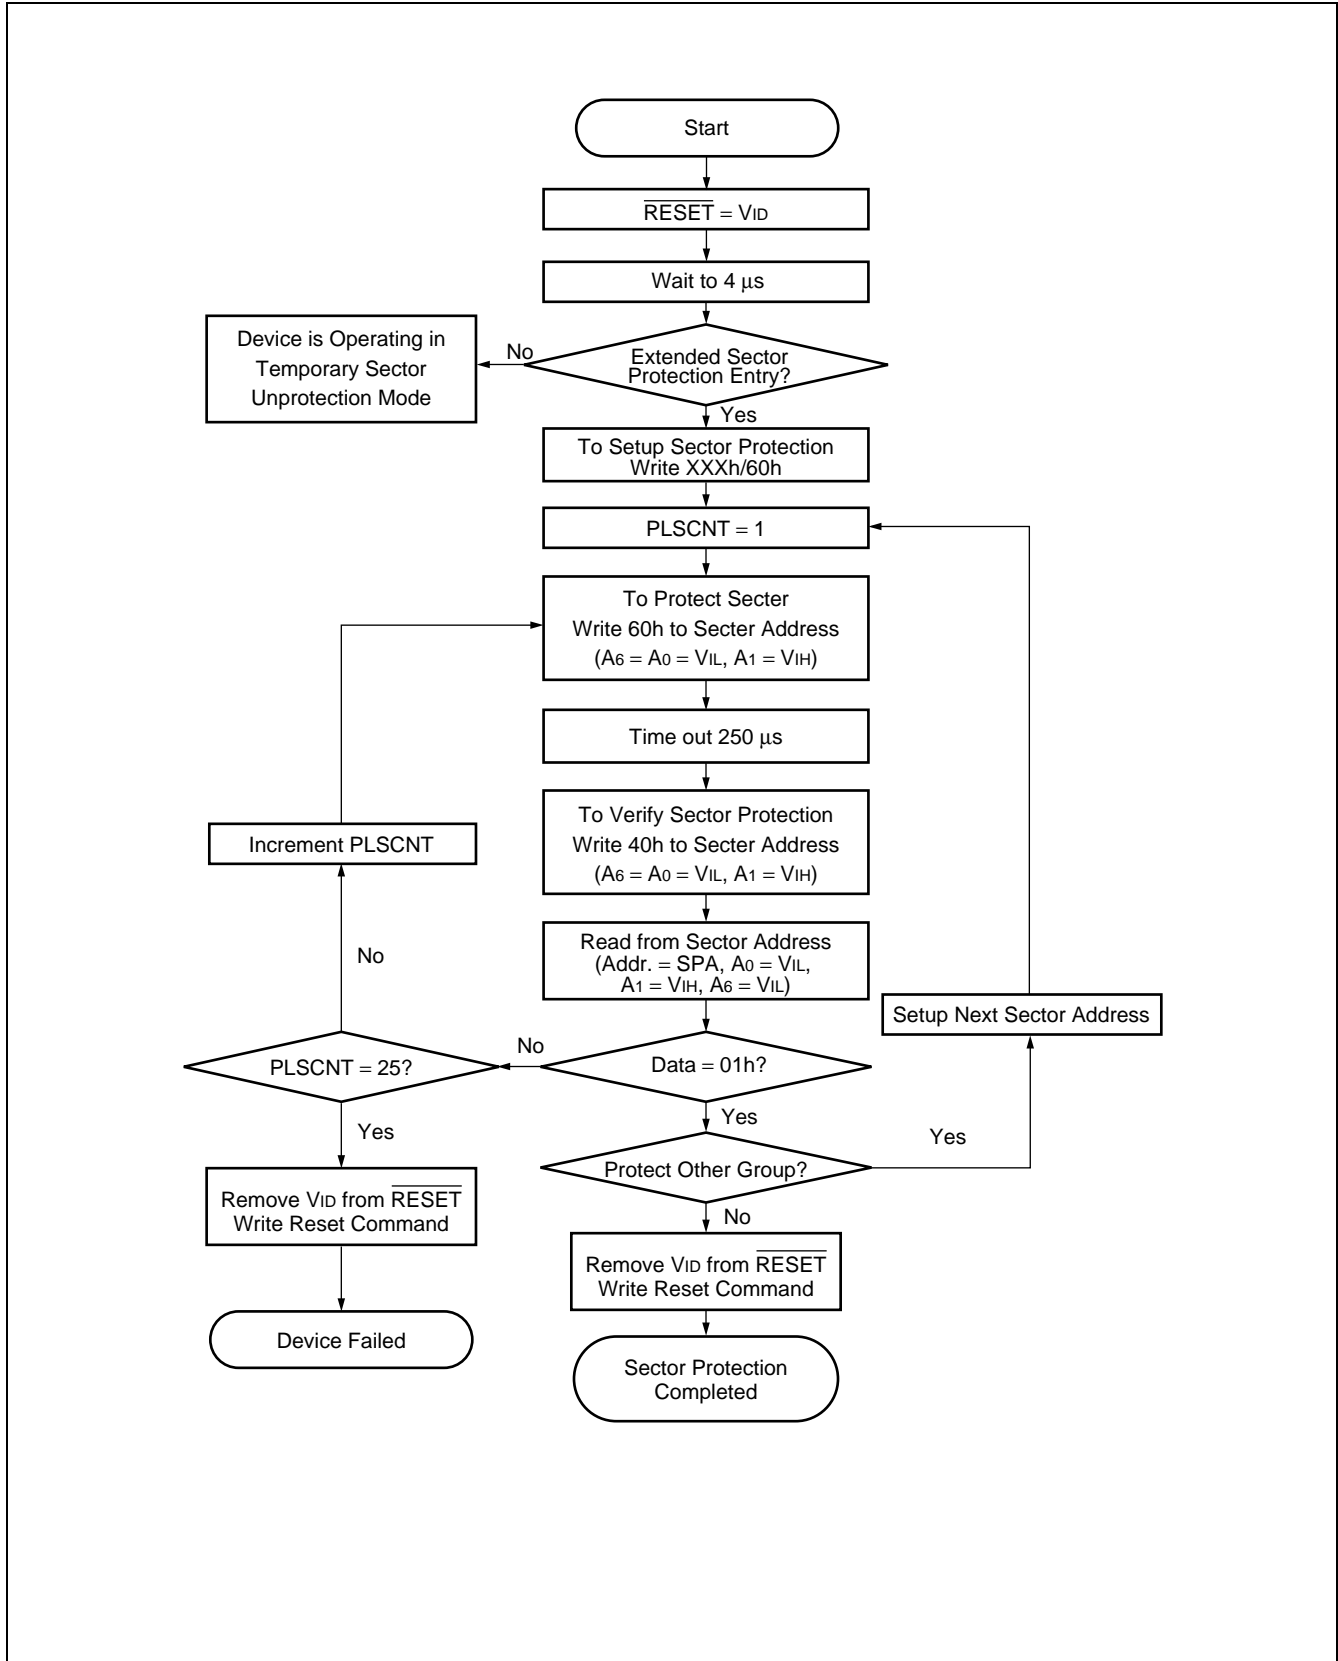 Start
RESET = VID
Wait to 4 μs
Device is Operating in
Temporary Sector
Unprotection Mode
No
Extended Sector
Protection Entry?
Yes
To Setup Sector Protection
Write XXXh/60h
PLSCNT = 1
To Protect Secter
Write 60h to Secter Address
(A6 = A0 = VIL, A1 = VIH)
Time out 250 μs
To Verify Sector Protection
Write 40h to Secter Address
(A6 = A0 = VIL, A1 = VIH)
Increment PLSCNT
Read from Sector Address
(Addr. = SPA, A0 = VIL,
A1 = VIH, A6 = VIL)
No
Setup Next Sector Address
PLSCNT = 25?
No
Data = 01h?
Yes
Yes
Protect Other Group?
Yes
Remove VID from RESET
Write Reset Command
No
Remove VID from RESET
Write Reset Command
Device Failed
Sector Protection
Completed